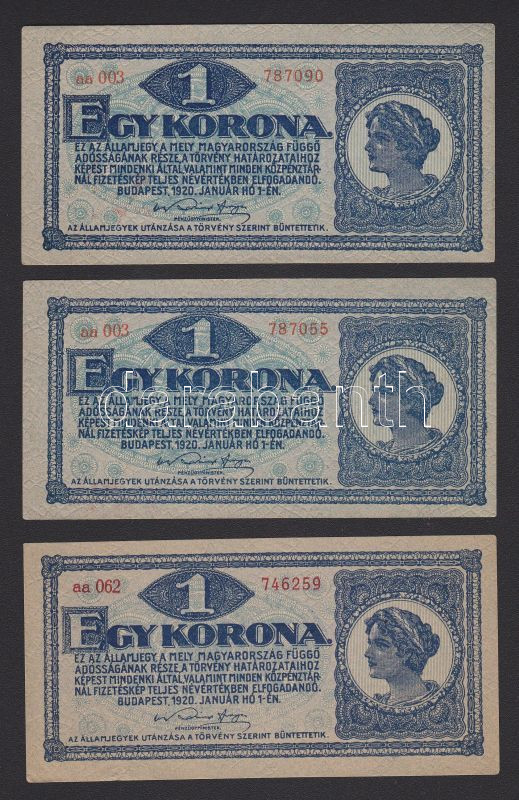 aa 003 1 787090
EGY KORONA.
EZ AZ ÁLLAMJEGY, A MELY MAGYARORSZÁG FÜGGŐ
ADÓSSÁGÁNAK RÉSZE, A TÖRVÉNY HATÁROZATAIHOZ
KÉPEST MINDENKI ÁLTAL, VALAMINT MINDEN KÖZPÉNZTÁR-
NÁL FIZETÉSKÉP TELJES NÉVÉRTÉKBEN ELFOGADANDÓ.
BUDAPEST, 1920. JANUÁR HÓ 1-ÉN.
PÉNZÜGYMINISTER.
AZ ÁLLAMJEGYEK UTÁNZÁSA A TÖRVÉNY SZERINT BÜNTETTETIK.
aa 003 1 787055
EGY KORONA.
EZ AZ ÁLLAMJEGY, A MELY MAGYARORSZÁG FÜGGŐ
ADÓSSÁGÁNAK RÉSZE, A TÖRVÉNY HATÁROZATAIHOZ
KÉPEST MINDENKI ÁLTAL, VALAMINT MINDEN KÖZPÉNZTÁR-
NÁL FIZETÉSKÉP TELJES NÉVÉRTÉKBEN ELFOGADANDÓ.
BUDAPEST, 1920. JANUÁR HÓ 1-ÉN.
PÉNZÜGYMINISTER.
AZ ÁLLAMJEGYEK UTÁNZÁSA A TÖRVÉNY SZERINT BÜNTETTETIK.
aa 062 1 746259
EGY KORONA.
EZ AZ ÁLLAMJEGY, A MELY MAGYARORSZÁG FÜGGŐ
ADÓSSÁGÁNAK RÉSZE, A TÖRVÉNY HATÁROZATAIHOZ
KÉPEST MINDENKI ÁLTAL, VALAMINT MINDEN KÖZPÉNZTÁR-
NÁL FIZETÉSKÉP TELJES NÉVÉRTÉKBEN ELFOGADANDÓ.
BUDAPEST, 1920. JANUÁR HÓ 1-ÉN.
PÉNZÜGYMINISTER.
AZ ÁLLAMJEGYEK UTÁNZÁSA A TÖRVÉNY SZERINT BÜNTETTETIK.